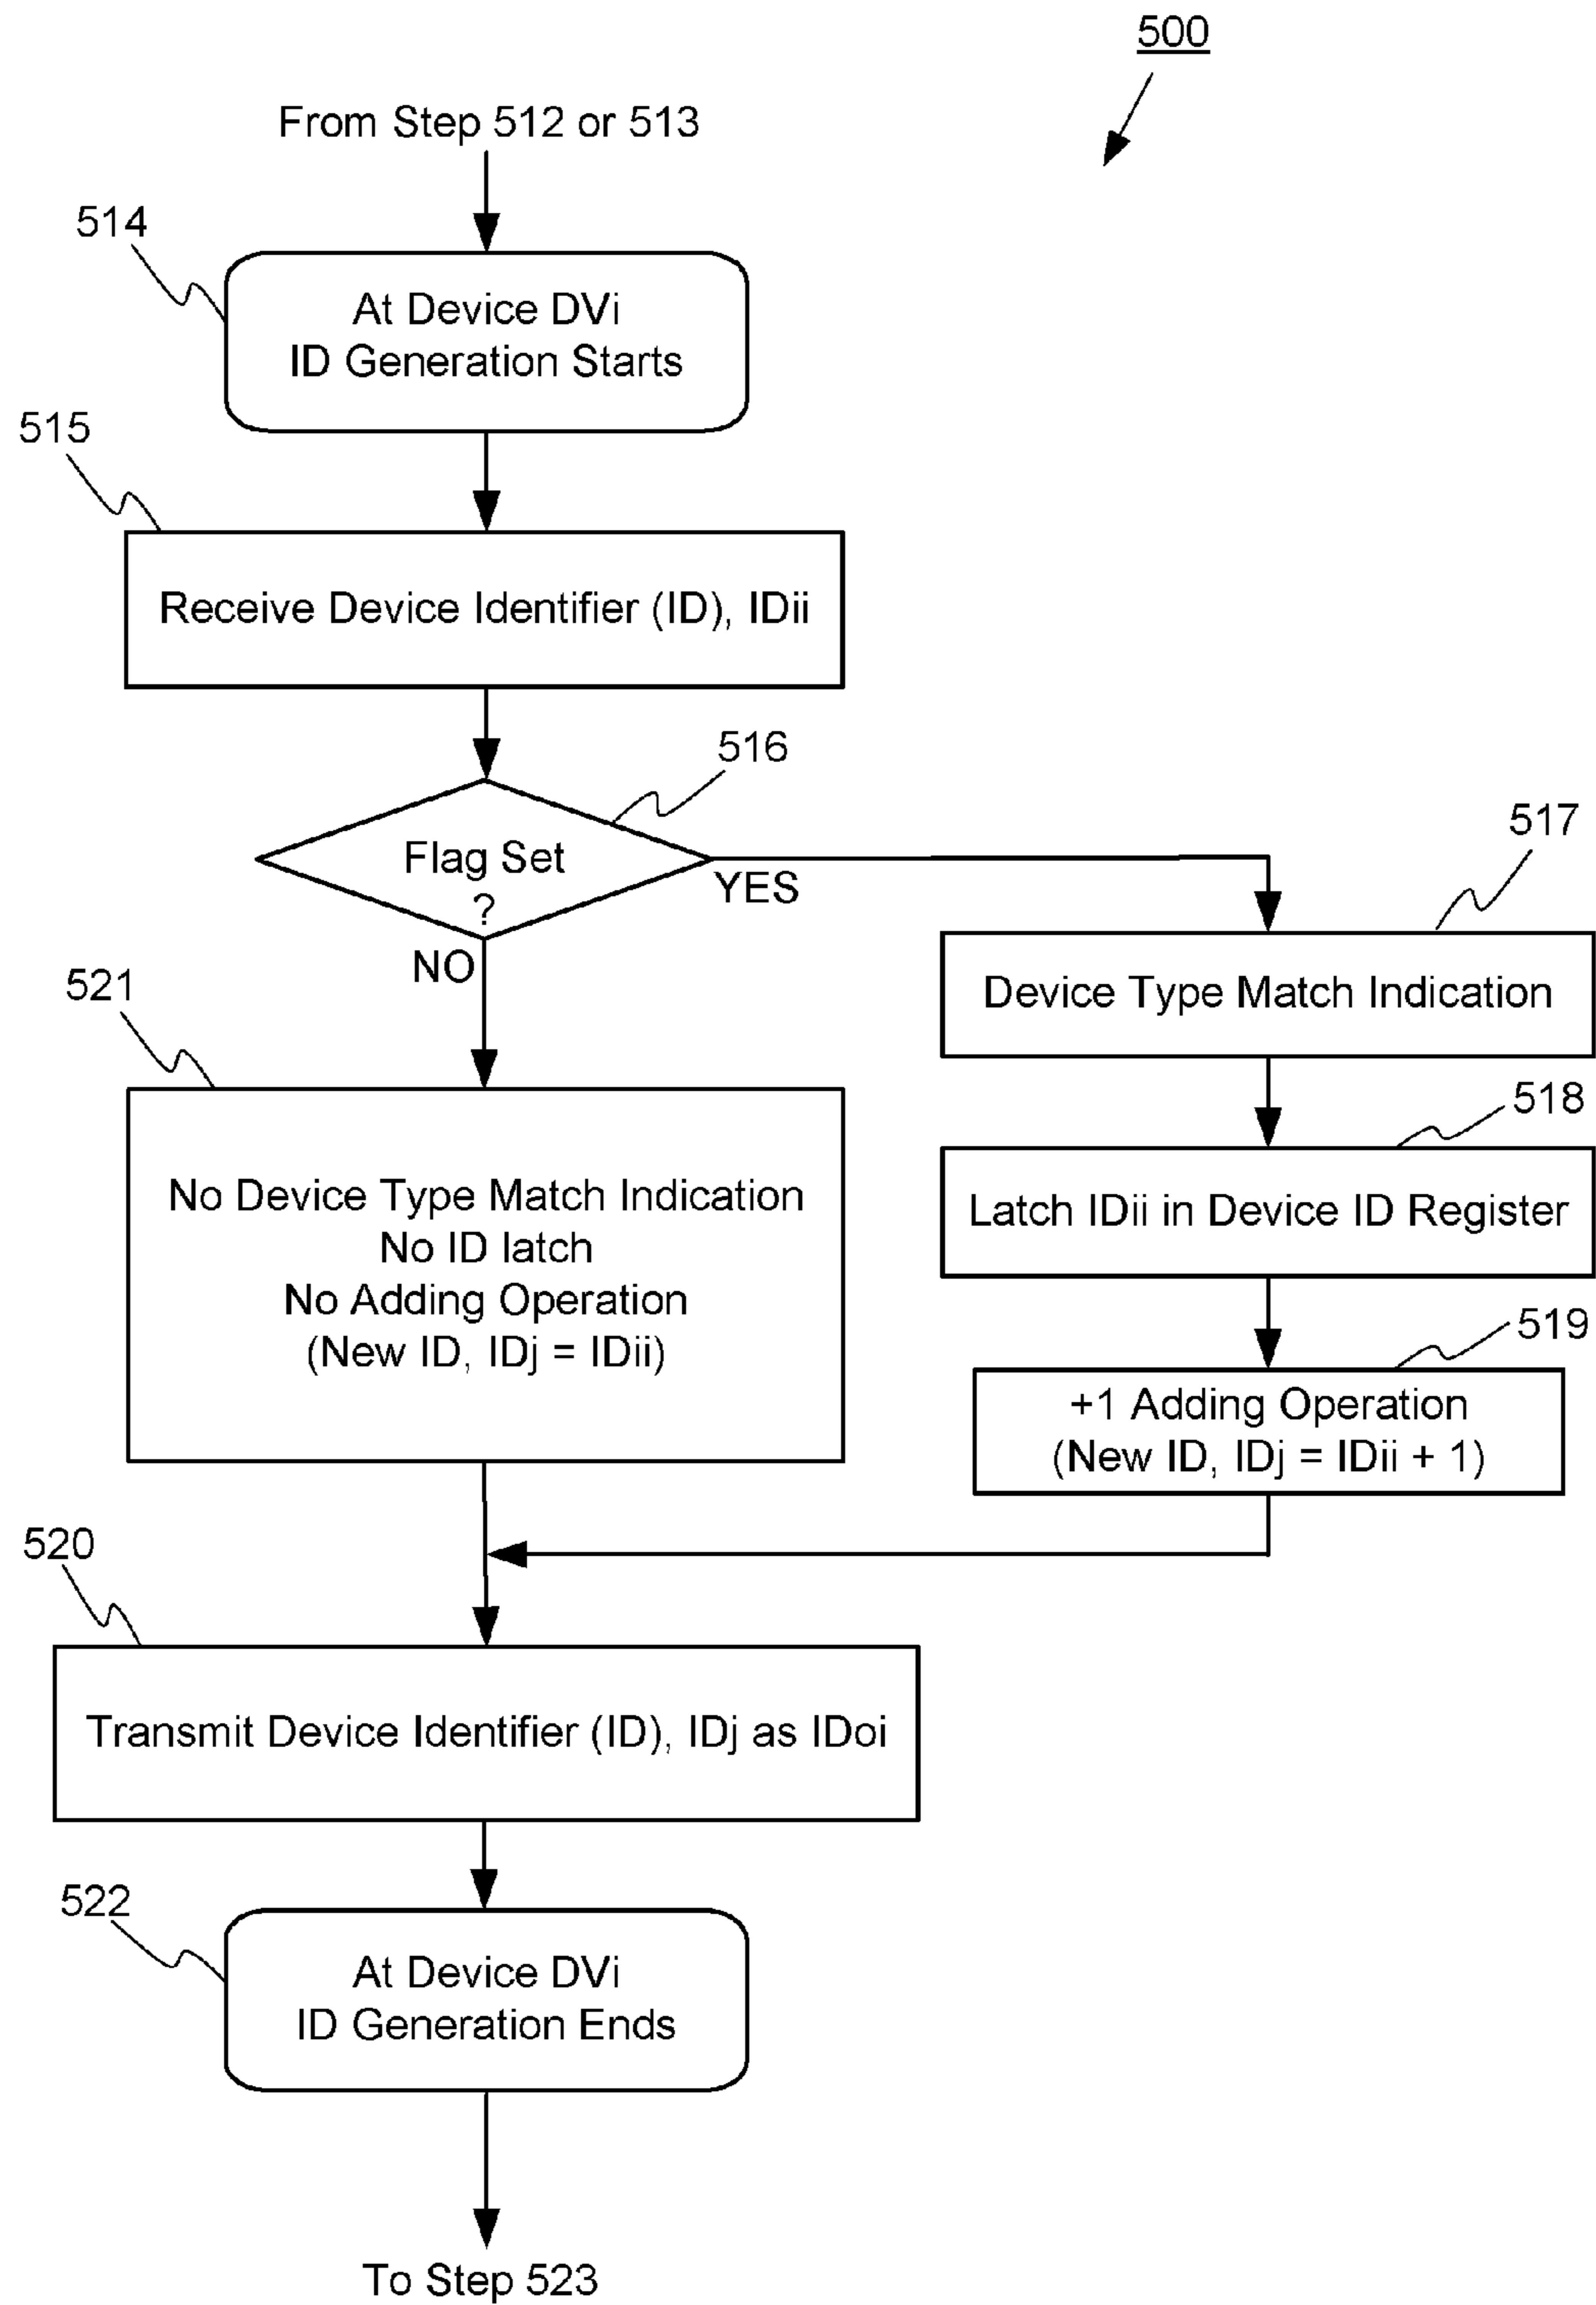 500
From Step 512 or 513
514
At Device DVi
ID Generation Starts
515
Receive Device Identifier (ID), IDii
516
Flag Set
?
YES
NO
517
Device Type Match Indication
518
Latch IDii in Device ID Register
519
+1 Adding Operation
(New ID, IDj = IDii + 1)
521
No Device Type Match Indication
No ID latch
No Adding Operation
(New ID, IDj = IDii)
520
Transmit Device Identifier (ID), IDj as IDoi
522
At Device DVi
ID Generation Ends
To Step 523